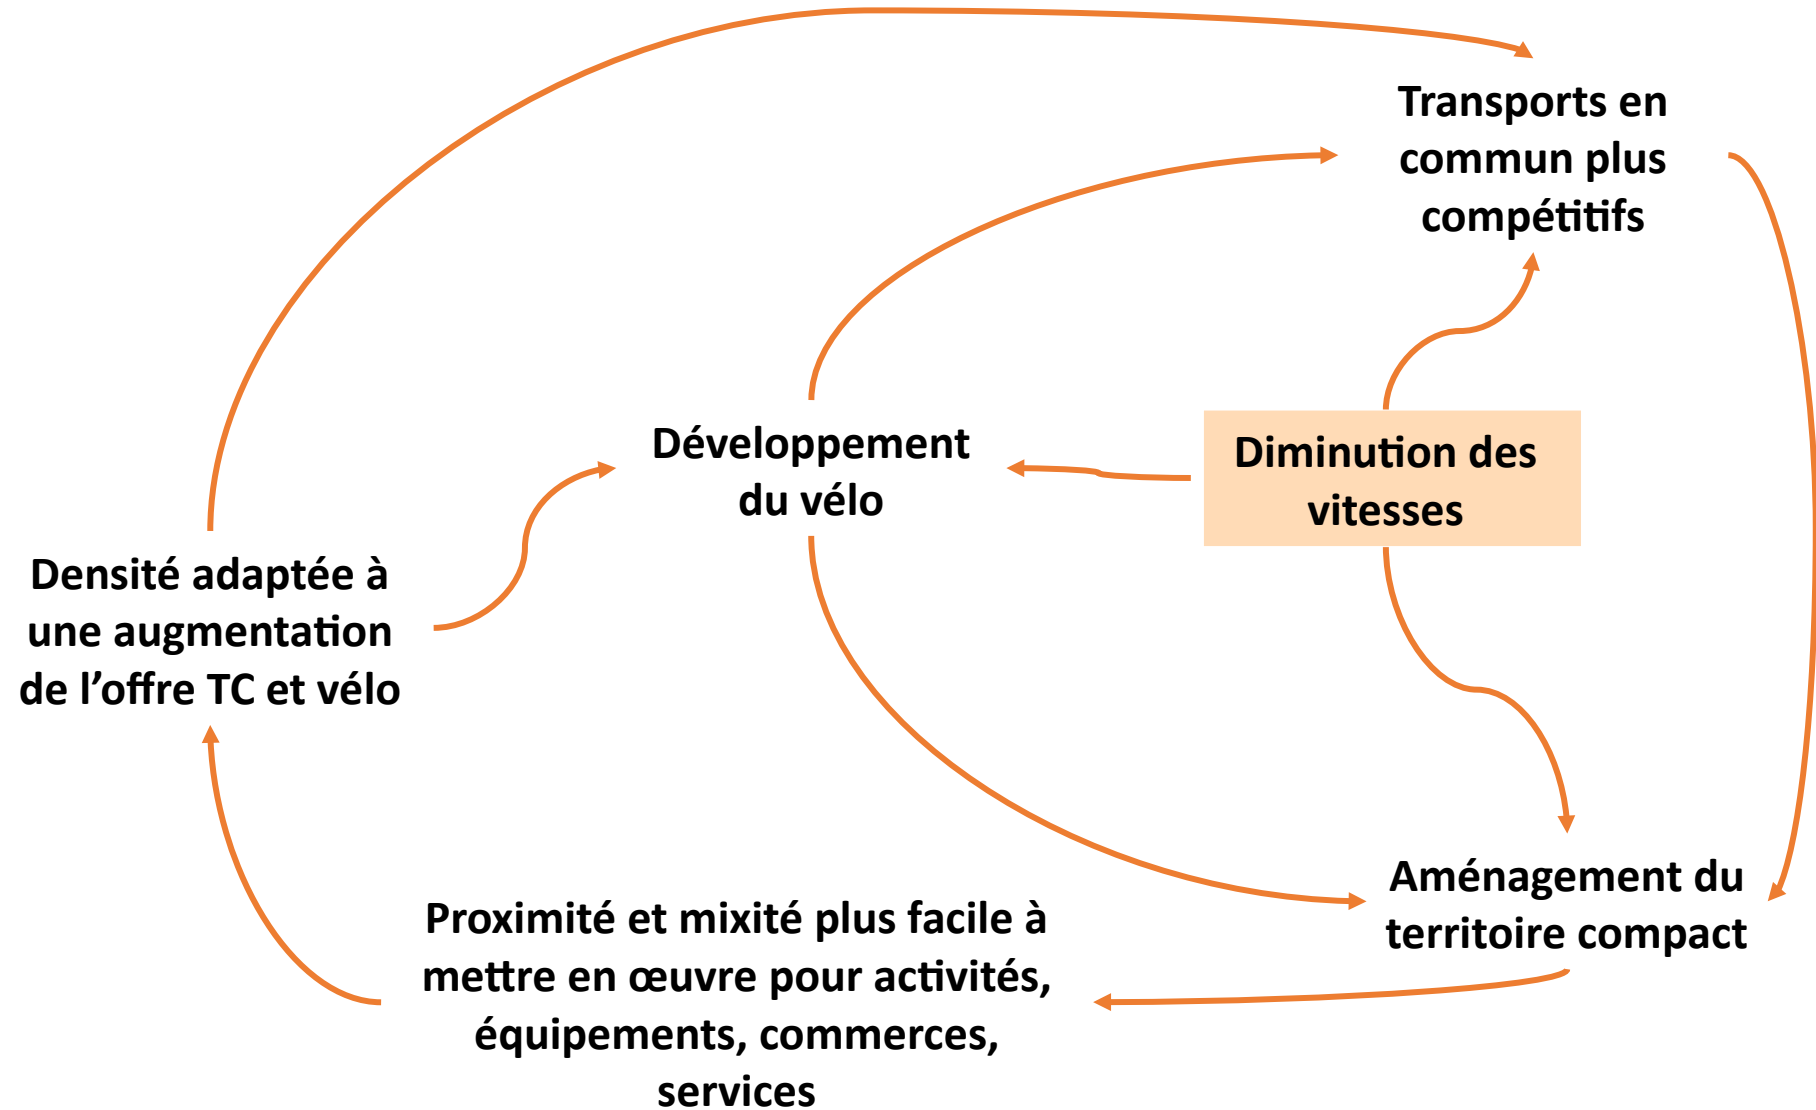 Transports en
commun plus
compétitifs
Développement
du vélo
Diminution des
vitesses
Densité adaptée à
une augmentation
de l’offre TC et vélo
Aménagement du
territoire compact
Proximité et mixité plus facile à
mettre en œuvre pour activités,
équipements, commerces,
services